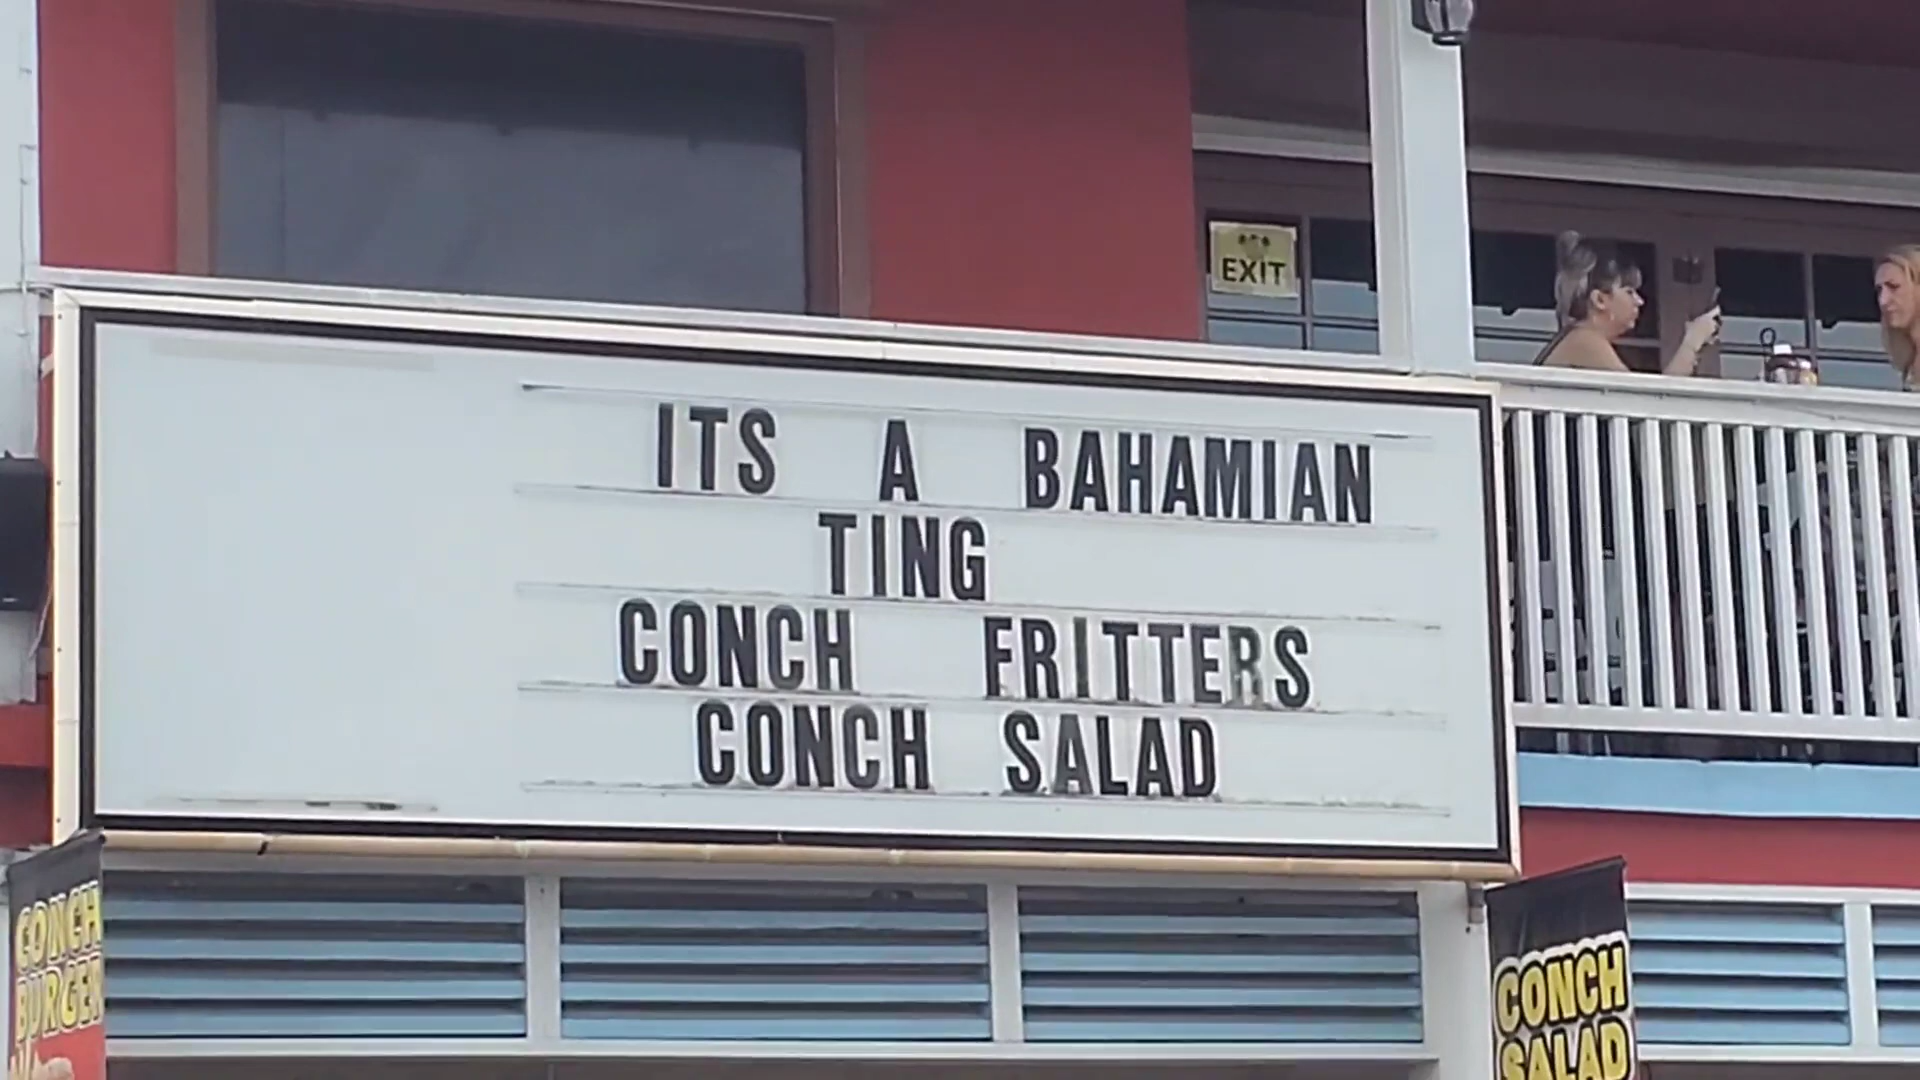 EXIT
ITS A BAHAMIAN
TING
CONCH FRITTERS
CONCH SALAD
CONCH
BURGER
CONCH
SALAD